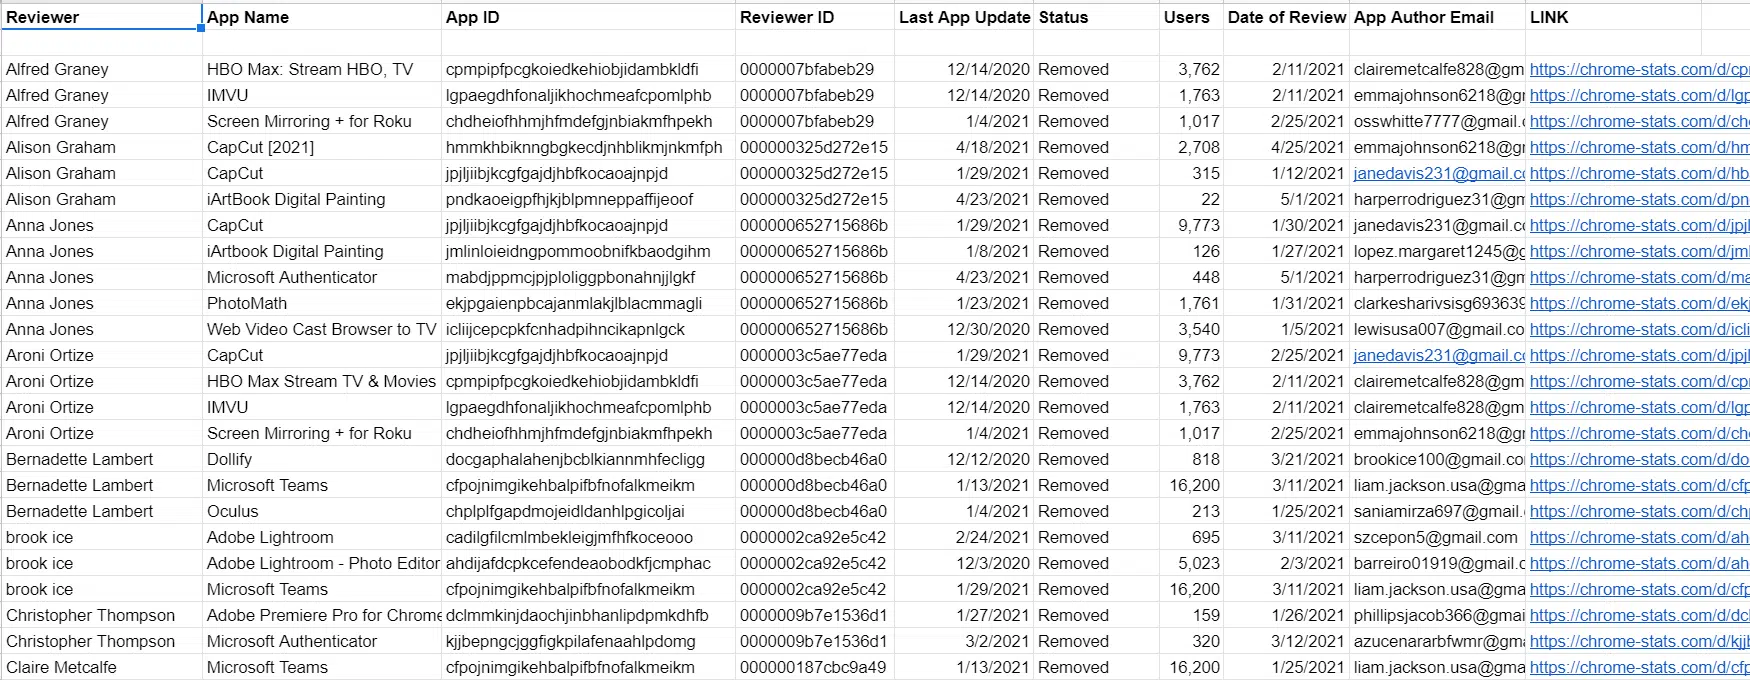 Reviewer App Name App ID Reviewer ID Last App Update Status Users Date of Review App Author Email LINK
Alfred Graney HBO Max: Stream HBO, TV cpmpipfpcgkoiedkehiobjidambkldfi 0000007bfabeb29 12/14/2020 Removed 3,762 2/11/2021 clairemetcalfe828@gm https://chrome-stats.com/d/cp
Alfred Graney IMVU lgpaegdhfonaljikhochmeafcpomlphb 0000007bfabeb29 12/14/2020 Removed 1,763 2/11/2021 emmajohnson6218@gr https://chrome-stats.com/d/lgp
Alfred Graney Screen Mirroring + for Roku chdheiofhhmjhfmdefgjnbiakmfhpekh 0000007bfabeb29 1/4/2021 Removed 1,017 2/25/2021 osswhitte7777@gmail.c https://chrome-stats.com/d/ch
Alison Graham CapCut [2021] hmmkhbiknngbgkecdjnhblikmjnkmfph 000000325d272e15 4/18/2021 Removed 2,708 4/25/2021 emmajohnson6218@gr https://chrome-stats.com/d/hm
Alison Graham CapCut jpjljiibjkcgfgajdjhbfkocaoajnpjd 000000325d272e15 1/29/2021 Removed 315 1/12/2021 janedavis231@gmail.co https://chrome-stats.com/d/hb
Alison Graham iArtBook Digital Painting pndkaoeigpfhjkjblpmneppaffijeoof 000000325d272e15 4/23/2021 Removed 22 5/1/2021 harperrodriguez31@gm https://chrome-stats.com/d/pn
Anna Jones CapCut jpjljiibjkcgfgajdjhbfkocaoajnpjd 000000652715686b 1/29/2021 Removed 9,773 1/30/2021 janedavis231@gmail.co https://chrome-stats.com/d/jpjl
Anna Jones iArtbook Digital Painting jmlinloieidngpommoobnifkbaodgihm 000000652715686b 1/8/2021 Removed 126 1/27/2021 lopez.margaret1245@g https://chrome-stats.com/d/jml
Anna Jones Microsoft Authenticator mabdjppmcjpjploliggpbonahnjjlgkf 000000652715686b 4/23/2021 Removed 448 5/1/2021 harperrodriguez31@gm https://chrome-stats.com/d/ma
Anna Jones PhotoMath ekjpgaienpbcajanmlakjlblacmmagli 000000652715686b 1/23/2021 Removed 1,761 1/31/2021 clarkesharivsisg693639 https://chrome-stats.com/d/ekj
Anna Jones Web Video Cast Browser to TV icliijcepcpkfcnhadpihncikapnlgck 000000652715686b 12/30/2020 Removed 3,540 1/5/2021 lewisusa007@gmail.co https://chrome-stats.com/d/icli
Aroni Ortize CapCut jpjljiibjkcgfgajdjhbfkocaoajnpjd 0000003c5ae77eda 1/29/2021 Removed 9,773 2/25/2021 janedavis231@gmail.co https://chrome-stats.com/d/jpjl
Aroni Ortize HBO Max Stream TV & Movies cpmpipfpcgkoiedkehiobjidambkldfi 0000003c5ae77eda 12/14/2020 Removed 3,762 2/11/2021 clairemetcalfe828@gm https://chrome-stats.com/d/cp
Aroni Ortize IMVU lgpaegdhfonaljikhochmeafcpomlphb 0000003c5ae77eda 12/14/2020 Removed 1,763 2/11/2021 clairemetcalfe828@gm https://chrome-stats.com/d/lgp
Aroni Ortize Screen Mirroring + for Roku chdheiofhhmjhfmdefgjnbiakmfhpekh 0000003c5ae77eda 1/4/2021 Removed 1,017 2/25/2021 emmajohnson6218@gr https://chrome-stats.com/d/ch
Bernadette Lambert Dollify docgaphalahenjbcblkiannmhfecligg 000000d8becb46a0 12/12/2020 Removed 818 3/21/2021 brookice100@gmail.co https://chrome-stats.com/d/do
Bernadette Lambert Microsoft Teams cfpojnimgikehbalpifbfnofalkmeikm 000000d8becb46a0 1/13/2021 Removed 16,200 3/11/2021 liam.jackson.usa@gma https://chrome-stats.com/d/cfp
Bernadette Lambert Oculus chplplfgapdmojeidldanhlpgicoljai 000000d8becb46a0 1/4/2021 Removed 213 1/25/2021 saniamirza697@gmail. https://chrome-stats.com/d/ch
brook ice Adobe Lightroom cadilgfilcmlmbekleigjmfhfkoceooo 0000002ca92e5c42 2/24/2021 Removed 695 3/11/2021 szcepon5@gmail.com https://chrome-stats.com/d/ah
brook ice Adobe Lightroom - Photo Editor ahdijafdcpkcefendeaobodkfjcmphac 0000002ca92e5c42 12/3/2020 Removed 5,023 2/3/2021 barreiro01919@gmail.c https://chrome-stats.com/d/ah
brook ice Microsoft Teams cfpojnimgikehbalpifbfnofalkmeikm 0000002ca92e5c42 1/29/2021 Removed 16,200 3/11/2021 liam.jackson.usa@gma https://chrome-stats.com/d/cfp
Christopher Thompson Adobe Premiere Pro for Chrome dclmmkinjdaochjinbhanlipdpmkdhfb 0000009b7e1536d1 1/27/2021 Removed 159 1/26/2021 phillipsjacob366@gmai https://chrome-stats.com/d/dcl
Christopher Thompson Microsoft Authenticator kjjbepngcjggfigkpilafenaahlpdomg 0000009b7e1536d1 3/2/2021 Removed 320 3/12/2021 azucenararbfwmr@gma https://chrome-stats.com/d/kjjb
Claire Metcalfe Microsoft Teams cfpojnimgikehbalpifbfnofalkmeikm 000000187cbc9a49 1/13/2021 Removed 16,200 1/25/2021 liam.jackson.usa@gma https://chrome-stats.com/d/cfp